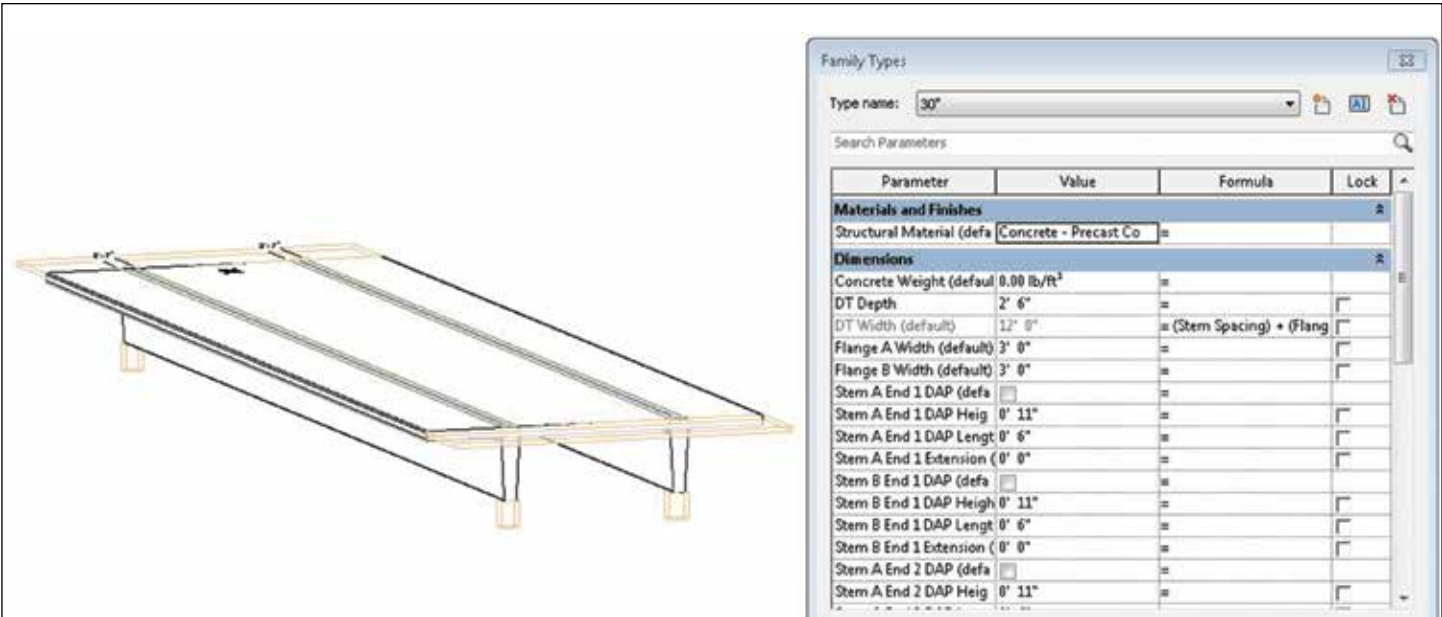 Family Types
Type name: 30"
Search Parameters
Parameter Value Formula Lock
Materials and Finishes
Structural Material (defa Concrete - Precast Co =
Dimensions
Concrete Weight (defaul 0.00 lb/ft³ =
DT Depth 2' 6" =
DT Width (default) 12' 0" = (Stem Spacing) + (Flang
Flange A Width (default) 3' 0" =
Flange B Width (default) 3' 0" =
Stem A End 1 DAP (defa =
Stem A End 1 DAP Heig 0' 11" =
Stem A End 1 DAP Lengt 0' 6" =
Stem A End 1 Extension ( 0' 0" =
Stem B End 1 DAP (defa =
Stem B End 1 DAP Heigh 0' 11" =
Stem B End 1 DAP Lengt 0' 6" =
Stem B End 1 Extension ( 0' 0" =
Stem A End 2 DAP (defa =
Stem A End 2 DAP Heig 0' 11" =